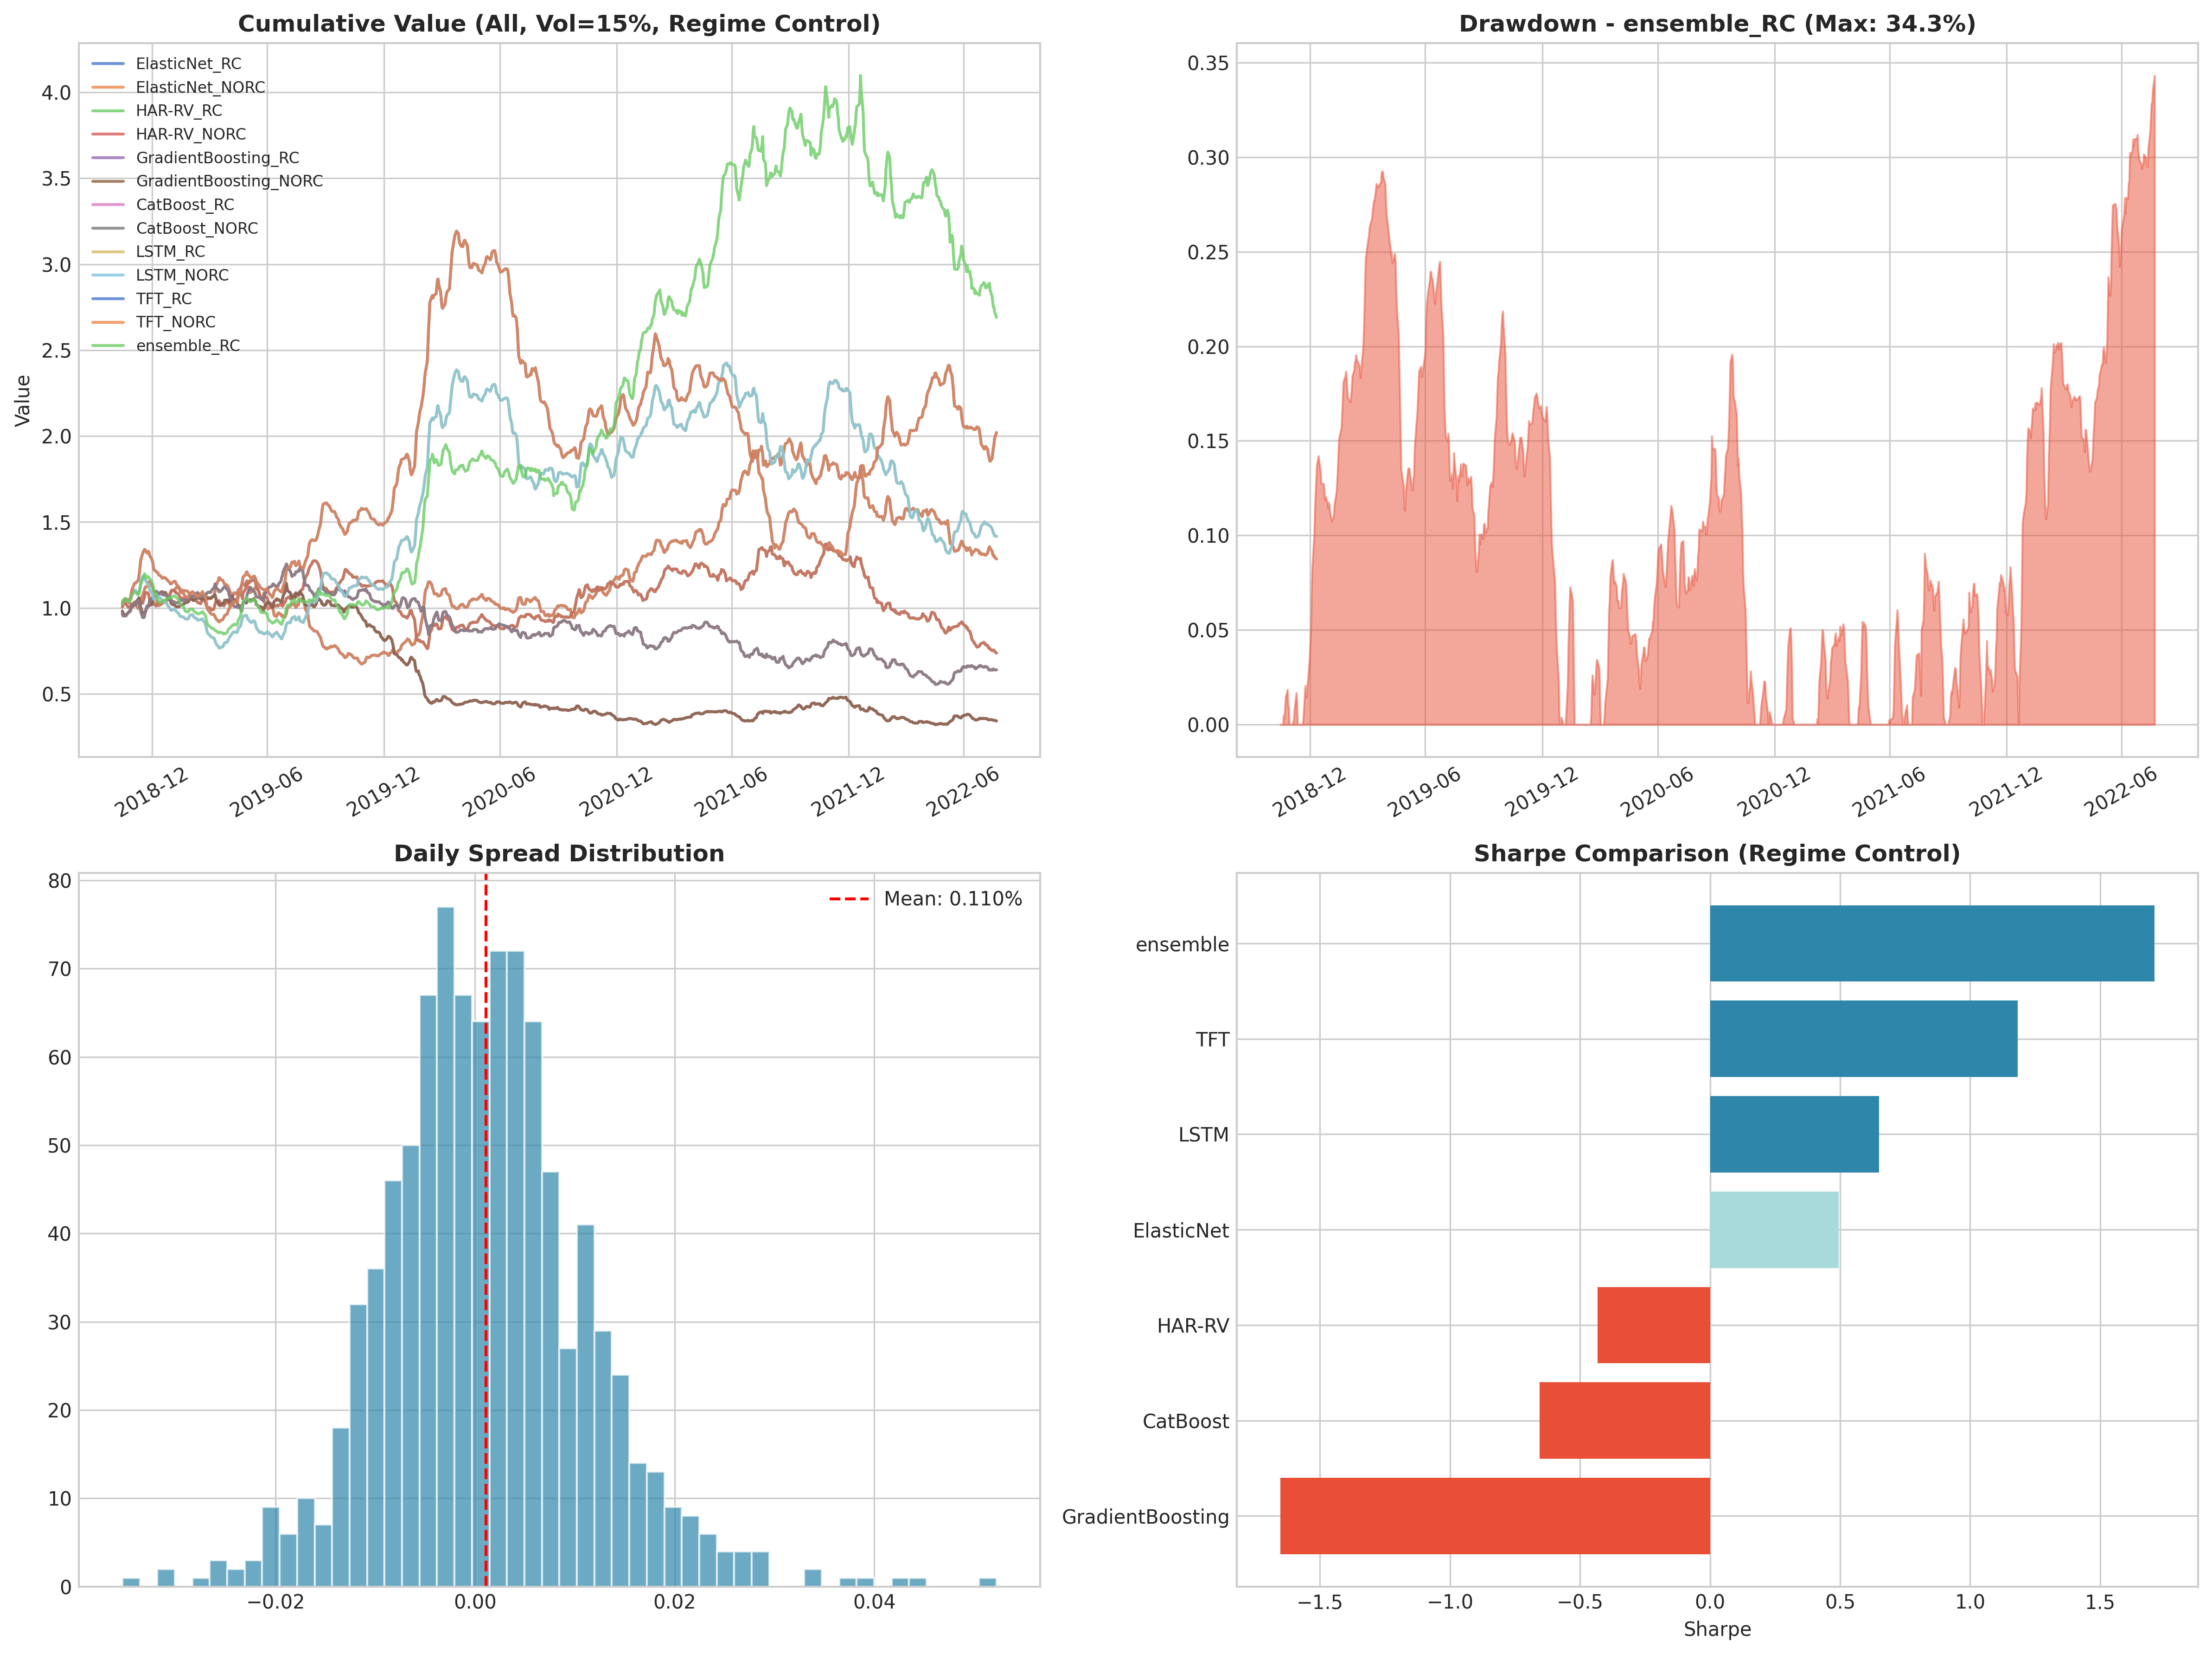 Cumulative Value (All, Vol=15%, Regime Control)
ElasticNet_RC
ElasticNet_NORC
HAR-RV_RC
HAR-RV_NORC
GradientBoosting_RC
GradientBoosting_NORC
CatBoost_RC
CatBoost_NORC
LSTM_RC
LSTM_NORC
TFT_RC
TFT_NORC
ensemble_RC
Value
4.0
3.5
3.0
2.5
2.0
1.5
1.0
0.5
2018-12 2019-06 2019-12 2020-06 2020-12 2021-06 2021-12 2022-06
Drawdown - ensemble_RC (Max: 34.3%)
0.35
0.30
0.25
0.20
0.15
0.10
0.05
0.00
2018-12 2019-06 2019-12 2020-06 2020-12 2021-06 2021-12 2022-06
Daily Spread Distribution
Mean: 0.110%
80
70
60
50
40
30
20
10
0
−0.02 0.00 0.02 0.04
Sharpe Comparison (Regime Control)
ensemble
TFT
LSTM
ElasticNet
HAR-RV
CatBoost
GradientBoosting
−1.5 −1.0 −0.5 0.0 0.5 1.0 1.5
Sharpe